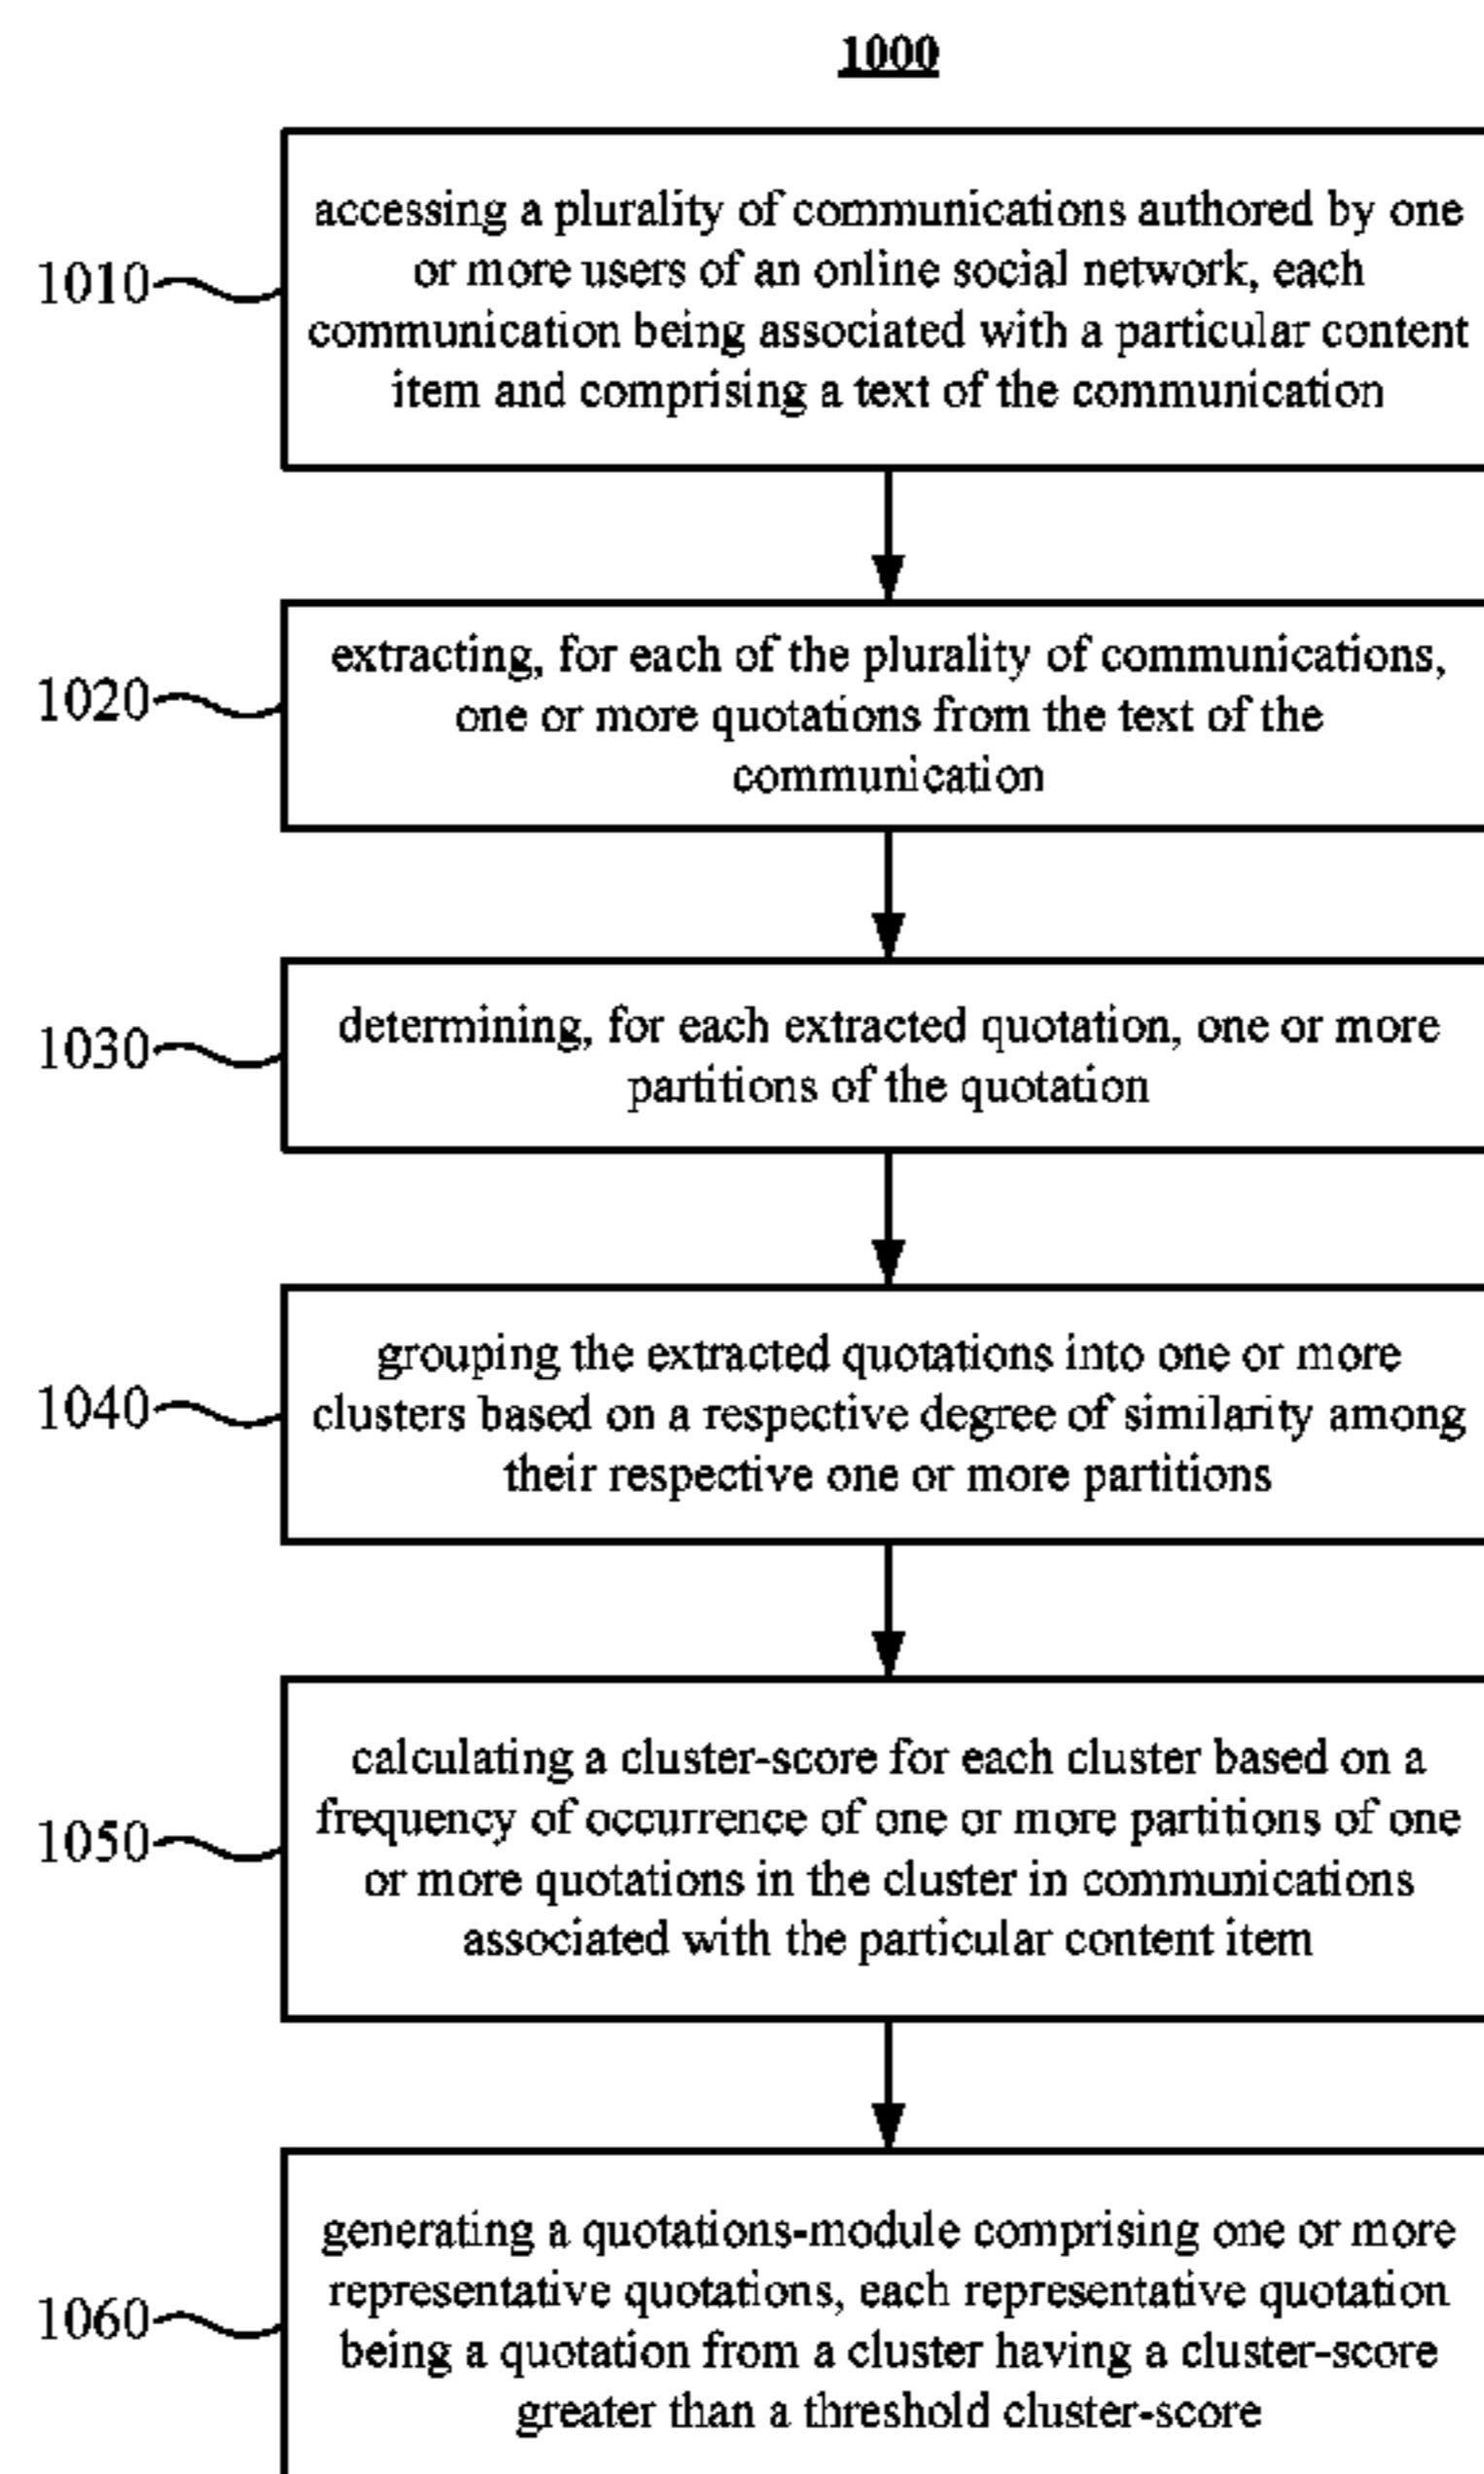 1000
1010
accessing a plurality of communications authored by one
or more users of an online social network, each
communication being associated with a particular content
item and comprising a text of the communication
1020
extracting, for each of the plurality of communications,
one or more quotations from the text of the
communication
1030
determining, for each extracted quotation, one or more
partitions of the quotation
1040
grouping the extracted quotations into one or more
clusters based on a respective degree of similarity among
their respective one or more partitions
1050
calculating a cluster-score for each cluster based on a
frequency of occurrence of one or more partitions of one
or more quotations in the cluster in communications
associated with the particular content item
1060
generating a quotations-module comprising one or more
representative quotations, each representative quotation
being a quotation from a cluster having a cluster-score
greater than a threshold cluster-score